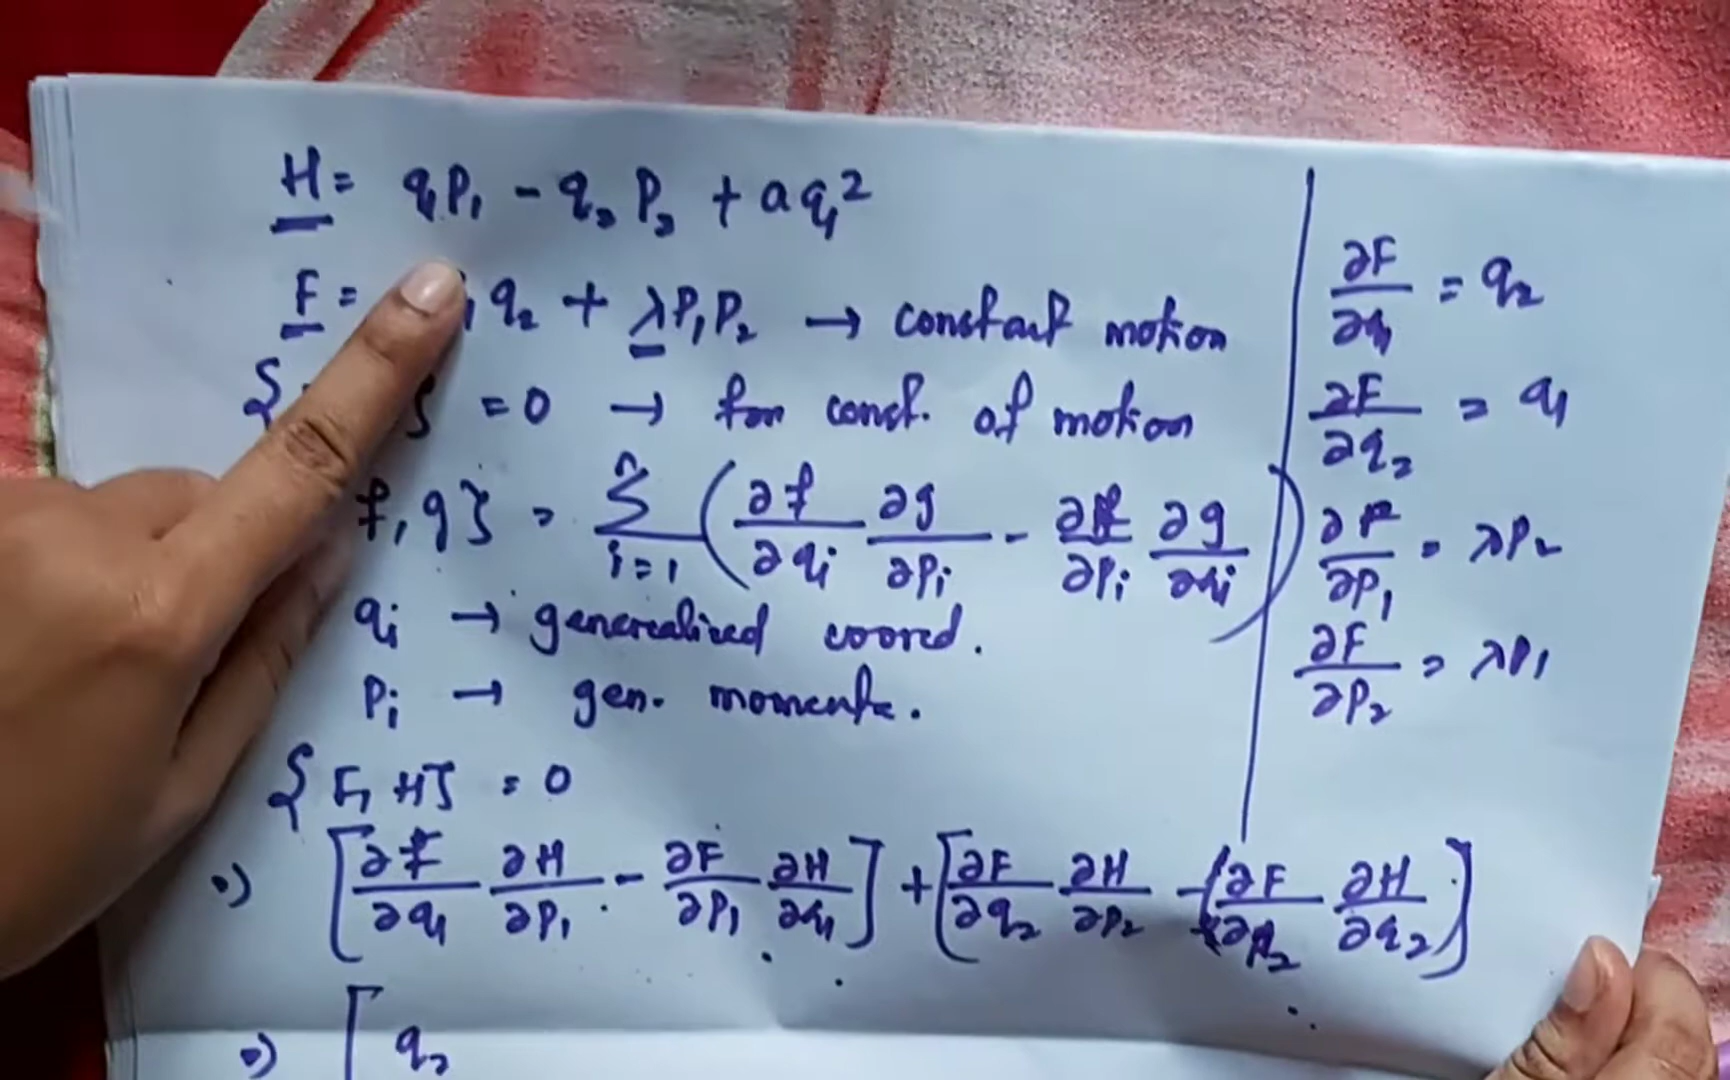 H = q₁P₁ - q₂P₂ + aq₁²
F = q₂ + λP₁P₂ → constant motion
{ } = 0 → for const. of motion
f,g} = Σ i=1 n (∂f/∂qi ∂g/∂pi - ∂f/∂pi ∂g/∂qi)
qi → generealized coord.
Pi → gen. momenta.
{F, H} = 0
⇒) [∂f/∂q₁ ∂H/∂P₁ - ∂F/∂P₁ ∂H/∂q₁] + [∂F/∂q₂ ∂H/∂P₂ - ∂F/∂P₂ ∂H/∂q₂]
⇒) [ q₂
∂F/∂q₁ = q₂
∂F/∂q₂ = q₁
∂F/∂P₁ = λP₂
∂F/∂P₂ = λP₁